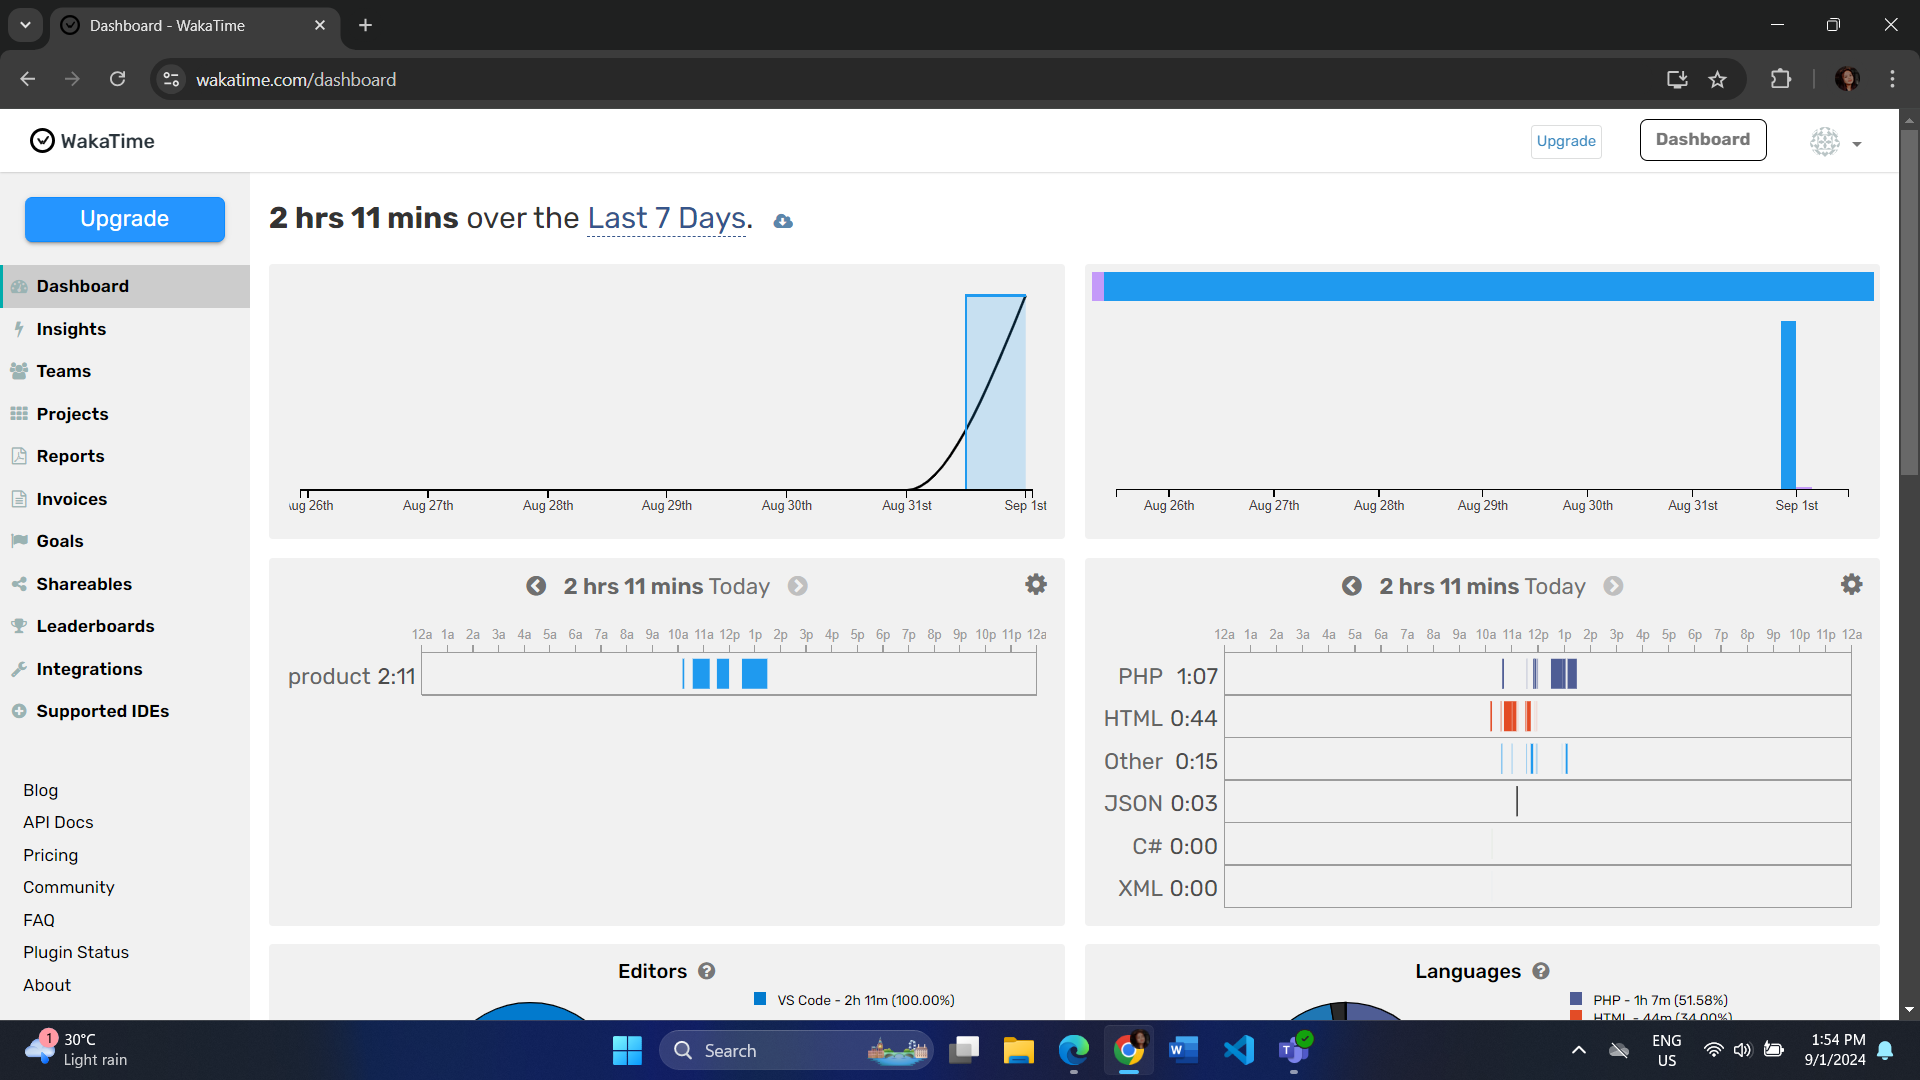 Dashboard - WakaTime
wakatime.com/dashboard
WakaTime
Upgrade
Dashboard
Upgrade
2 hrs 11 mins over the Last 7 Days.
Dashboard
Insights
Teams
Projects
Reports
Invoices
Goals
Shareables
Leaderboards
Integrations
Supported IDEs
Blog
API Docs
Pricing
Community
FAQ
Plugin Status
About
ug 26th Aug 27th Aug 28th Aug 29th Aug 30th Aug 31st Sep 1st
Aug 26th Aug 27th Aug 28th Aug 29th Aug 30th Aug 31st Sep 1st
2 hrs 11 mins Today
12a 1a 2a 3a 4a 5a 6a 7a 8a 9a 10a 11a 12p 1p 2p 3p 4p 5p 6p 7p 8p 9p 10p 11p 12a
product 2:11
2 hrs 11 mins Today
12a 1a 2a 3a 4a 5a 6a 7a 8a 9a 10a 11a 12p 1p 2p 3p 4p 5p 6p 7p 8p 9p 10p 11p 12a
PHP 1:07
HTML 0:44
Other 0:15
JSON 0:03
C# 0:00
XML 0:00
Editors ?
VS Code - 2h 11m (100.00%)
Languages ?
PHP - 1h 7m (51.58%)
HTML - 44m (34.00%)
1
30°C
Light rain
Search
ENG
US
1:54 PM
9/1/2024